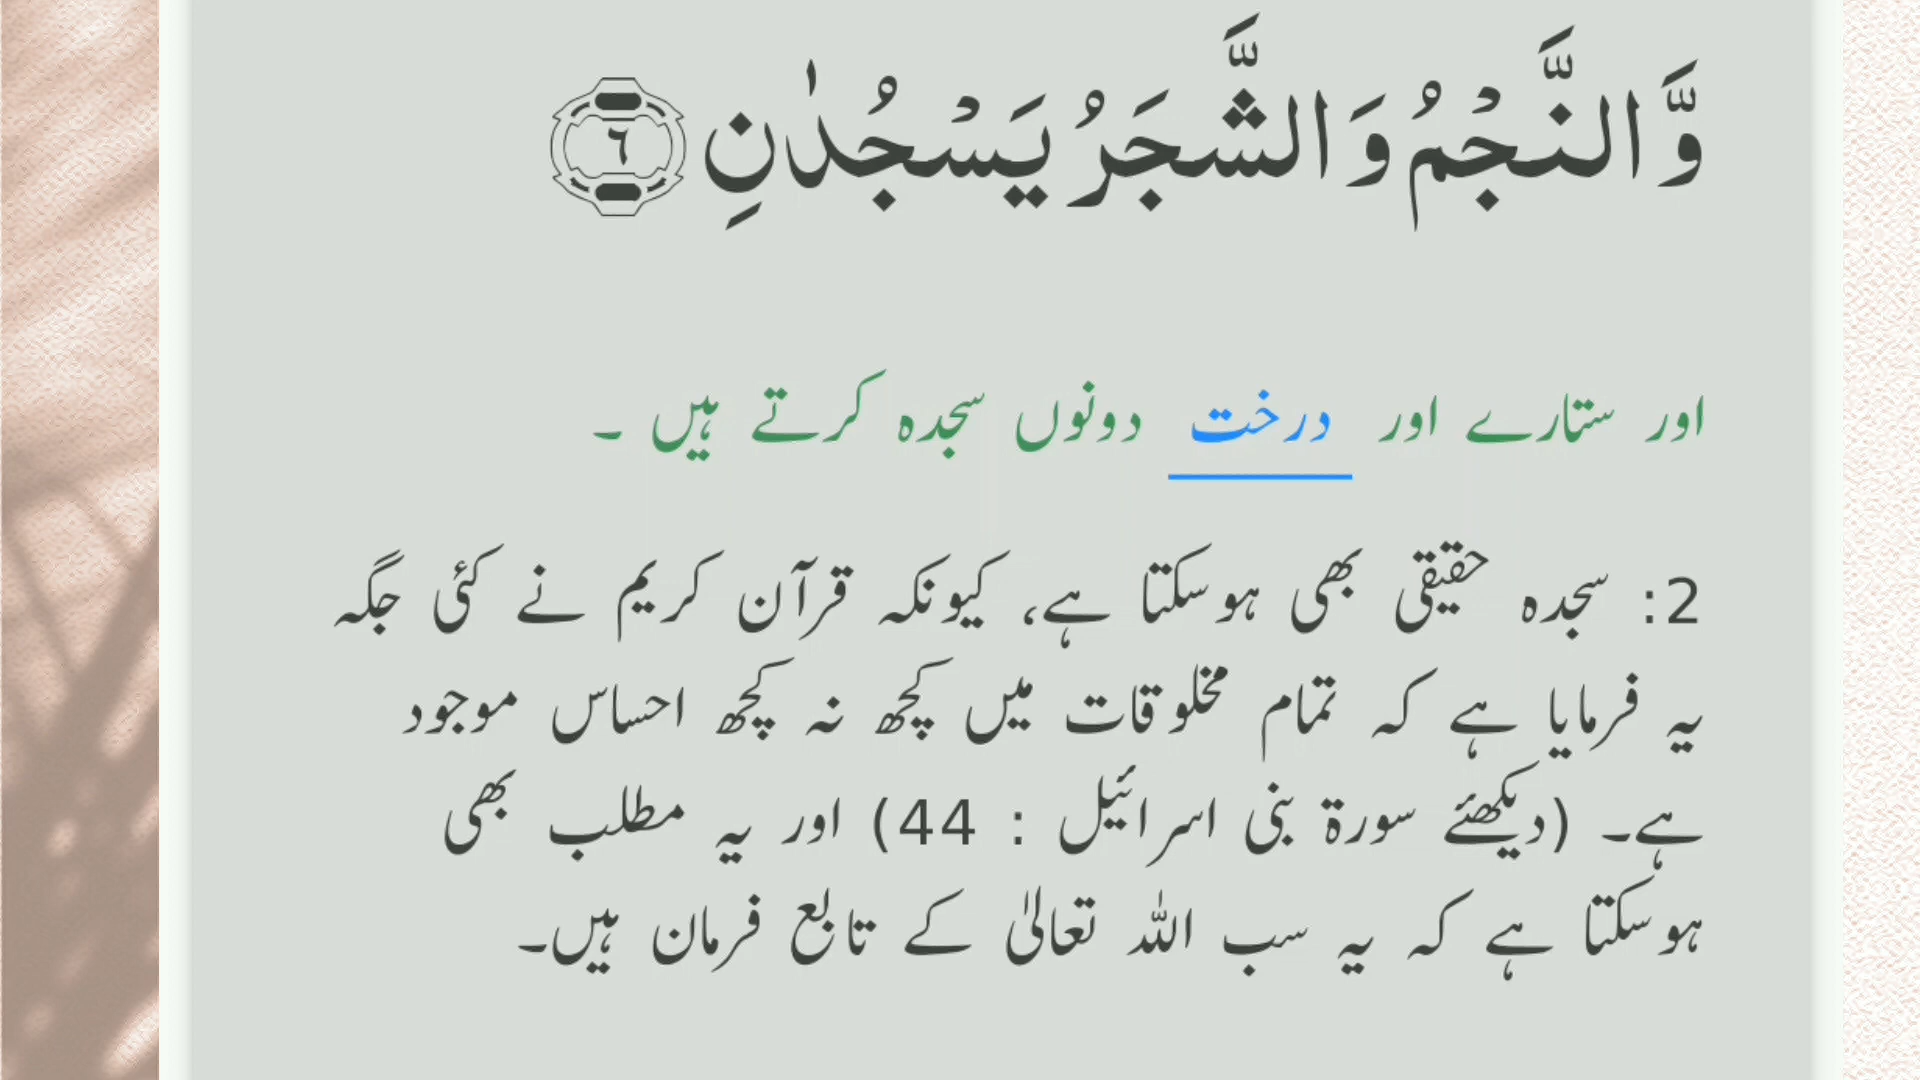 وَّالنَّجْمُ وَالشَّجَرُ يَسْجُدٰنِ ٦
اور ستارے اور درخت دونوں سجدہ کرتے ہیں ۔
2: سجدہ حقیقی بھی ہوسکتا ہے، کیونکہ قرآن کریم نے کئی جگہ
یہ فرمایا ہے کہ تمام مخلوقات میں کچھ نہ کچھ احساس موجود
ہے۔ (دیکھئے سورۃ بنی اسرائیل : 44) اور یہ مطلب بھی
ہوسکتا ہے کہ یہ سب اللہ تعالیٰ کے تابع فرمان ہیں۔